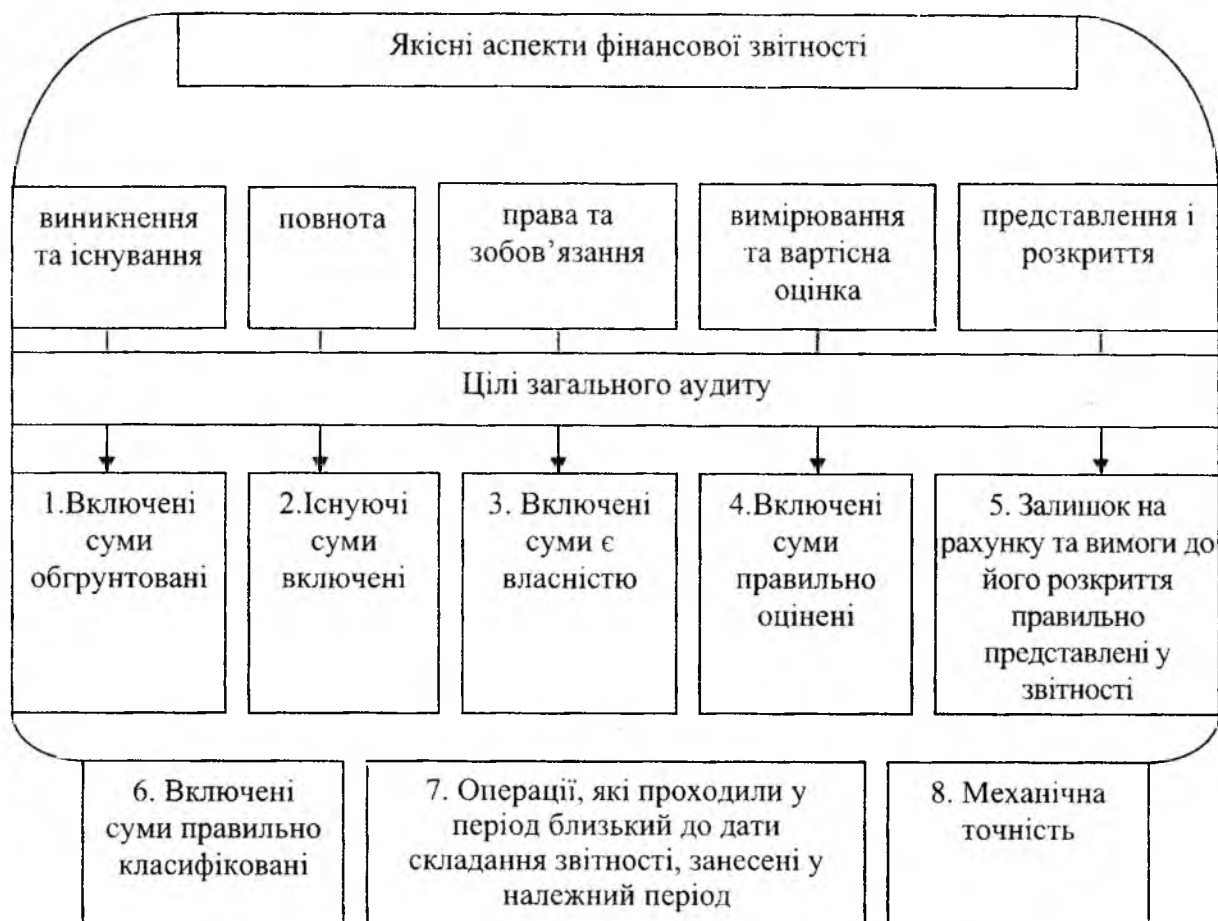 Якісні аспекти фінансової звітності
виникнення
та існування
повнота
права та
зобов’язання
вимірювання
та вартісна
оцінка
представлення і
розкриття
Цілі загального аудиту
1.Включені
суми
обгрунтовані
2.Існуючі
суми
включені
3. Включені
суми є
власністю
4.Включені
суми
правильно
оцінені
5. Залишок на
рахунку та вимоги до
його розкриття
правильно
представлені у
звітності
6. Включені
суми правильно
класифіковані
7. Операції, які проходили у
період близький до дати
складання звітності, занесені у
належний період
8. Механічна
точність